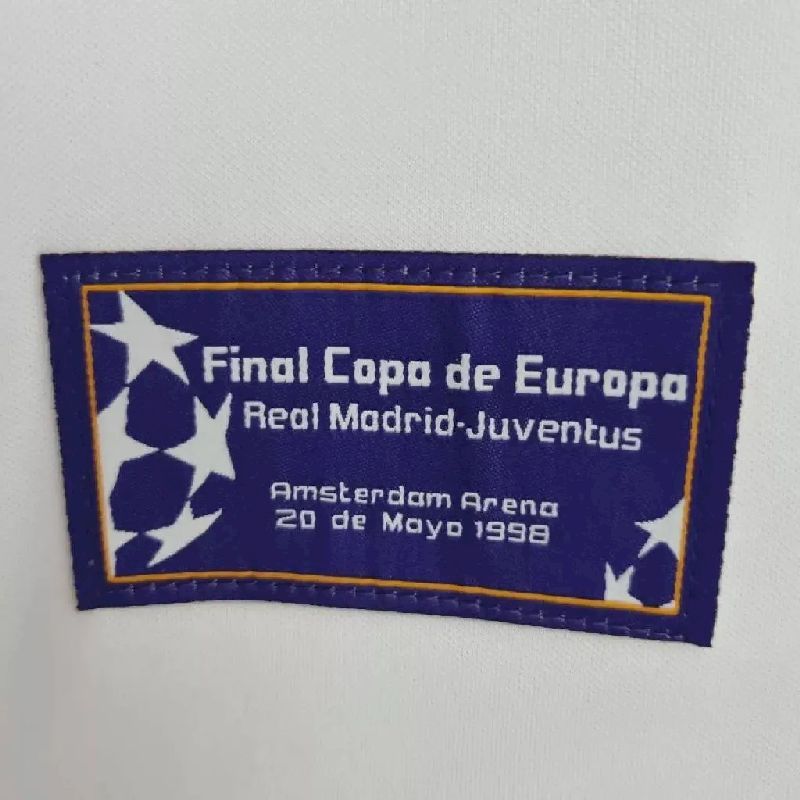 Final Copa de Europa
Real Madrid-Juventus
Amsterdam Arena
20 de Mayo 1998